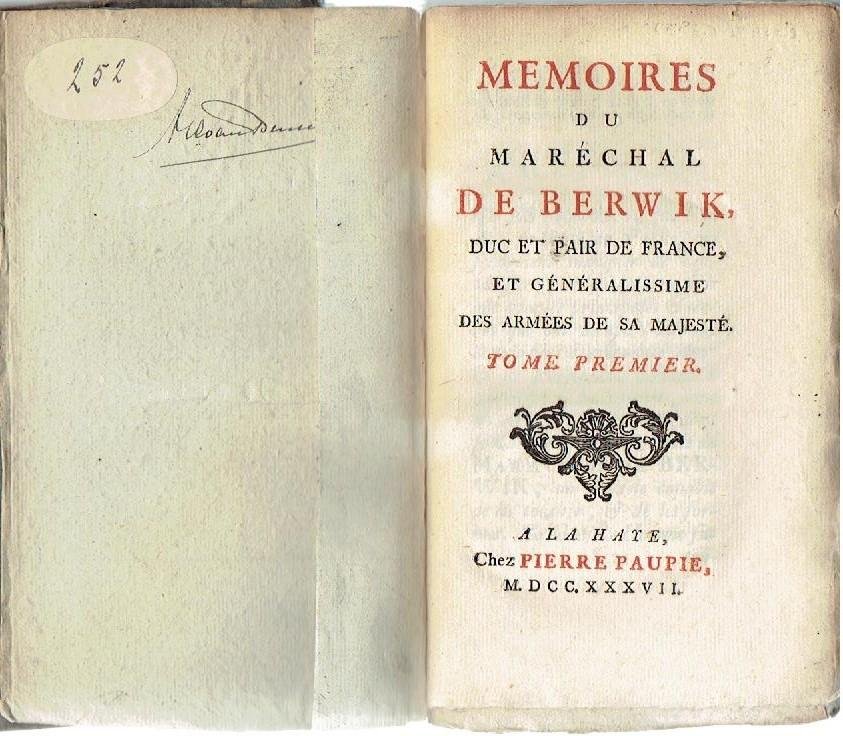 252
MEMOIRES
DU
MARÉCHAL
DE BERWIK,
DUC ET PAIR DE FRANCE,
ET GÉNÉRALISSIME
DES ARMÉES DE SA MAJESTÉ.
TOME PREMIER.
A LA HAYE,
Chez PIERRE PAUPIE,
M. DCC. XXXVII.